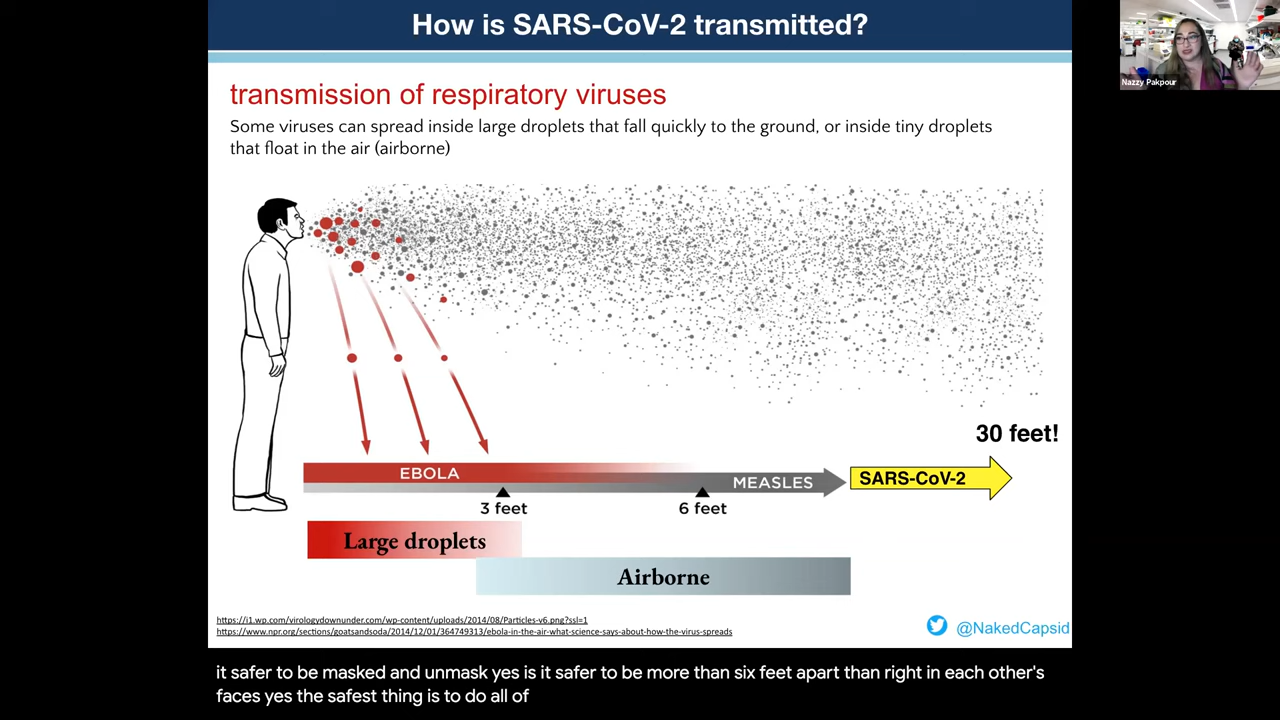 How is SARS-CoV-2 transmitted?
Nazzy Pakpour
transmission of respiratory viruses
Some viruses can spread inside large droplets that fall quickly to the ground, or inside tiny droplets
that float in the air (airborne)
30 feet!
EBOLA
MEASLES
SARS-CoV-2
3 feet
6 feet
Large droplets
Airborne
https://i1.wp.com/virologydownunder.com/wp-content/uploads/2014/08/Particles-v6.png?ssl=1
https://www.npr.org/sections/goatsandsoda/2014/12/01/364749313/ebola-in-the-air-what-science-says-about-how-the-virus-spreads
@NakedCapsid
it safer to be masked and unmask yes is it safer to be more than six feet apart than right in each other's
faces yes the safest thing is to do all of